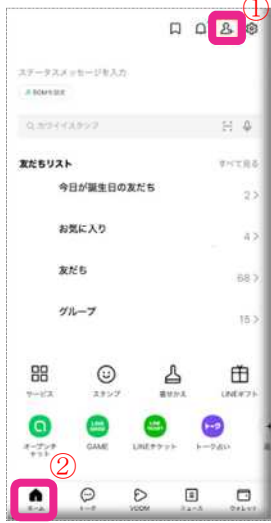 ①
ステータスメッセージを入力
♬ BGMを設定
カワイイスタンプ
友だちリスト
すべて見る
今日が誕生日の友だち
2 >
お気に入り
4 >
友だち
68 >
グループ
15 >
サービス
スタンプ
着せかえ
LINEギフト
オープンチャット
GAME
LINEチケット
トーク占い
②
ホーム
トーク
VOOM
ニュース
ウォレット